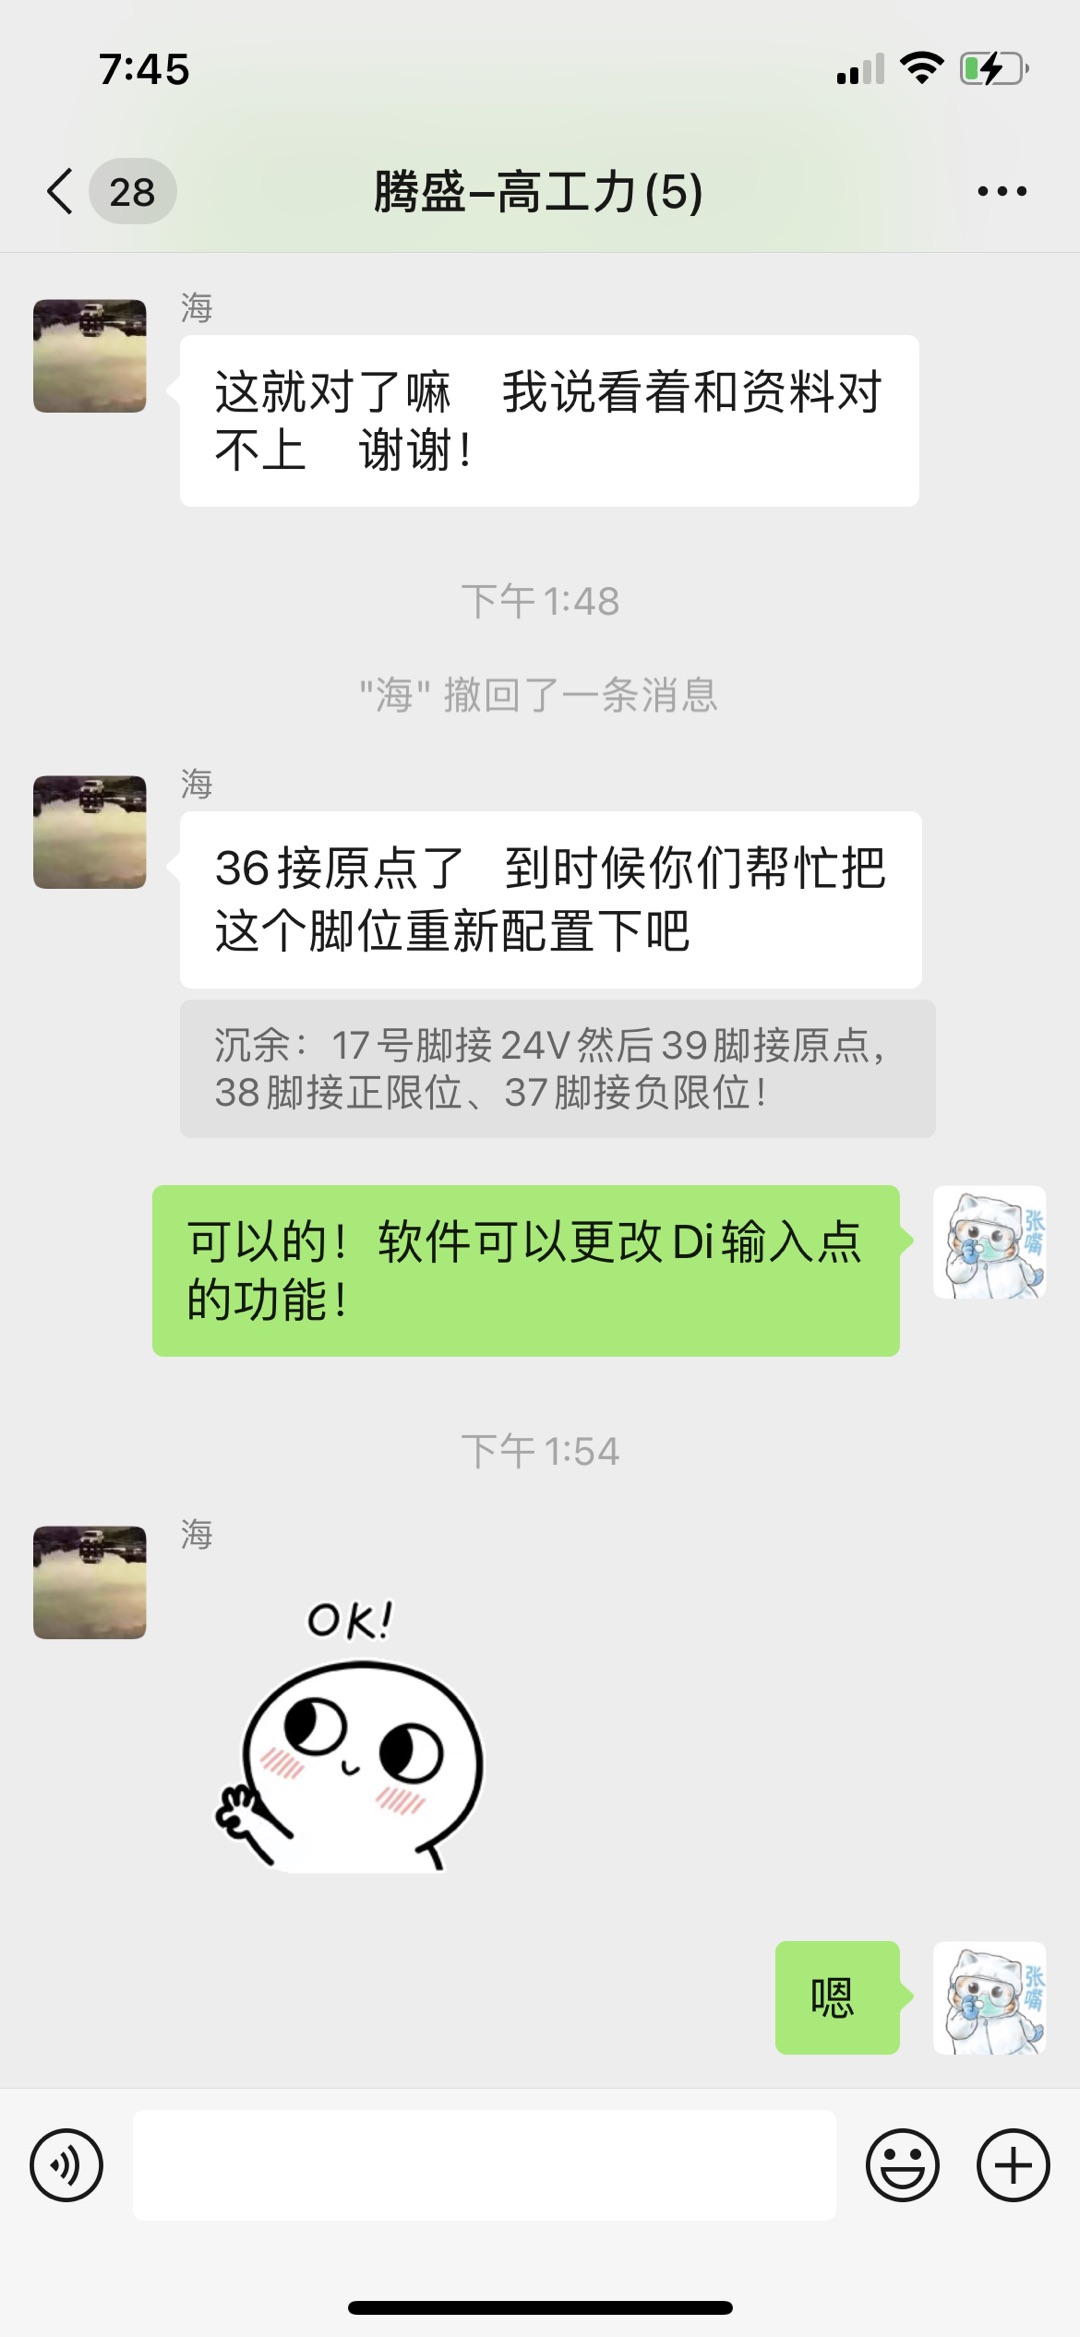 7:45
28
腾盛–高工力(5)
海
这就对了嘛 我说看着和资料对
不上 谢谢！
下午 1:48
"海" 撤回了一条消息
海
36接原点了 到时候你们帮忙把
这个脚位重新配置下吧
沉余：17号脚接24V然后39脚接原点，
38脚接正限位、37脚接负限位！
可以的！软件可以更改Di输入点
的功能！
张嘴
下午 1:54
海
OK!
嗯
张嘴